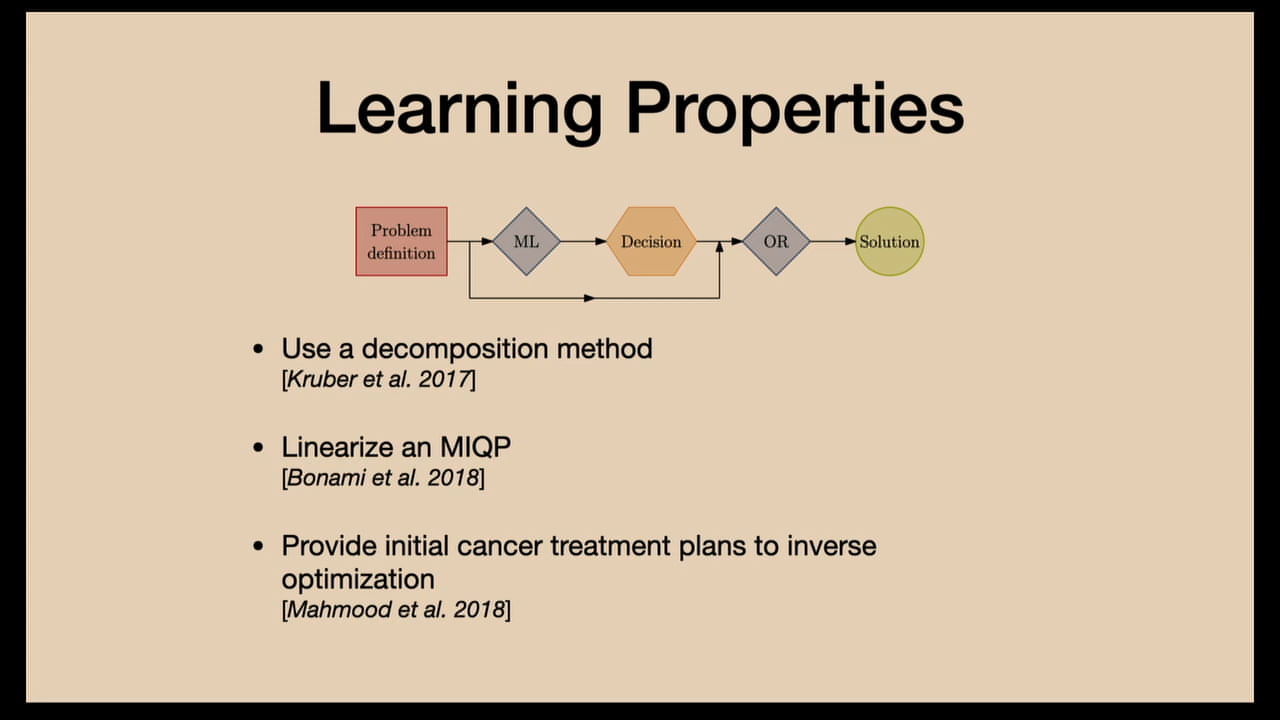 Learning Properties
Problem
definition
ML
Decision
OR
Solution
• Use a decomposition method
[Kruber et al. 2017]
• Linearize an MIQP
[Bonami et al. 2018]
• Provide initial cancer treatment plans to inverse
optimization
[Mahmood et al. 2018]